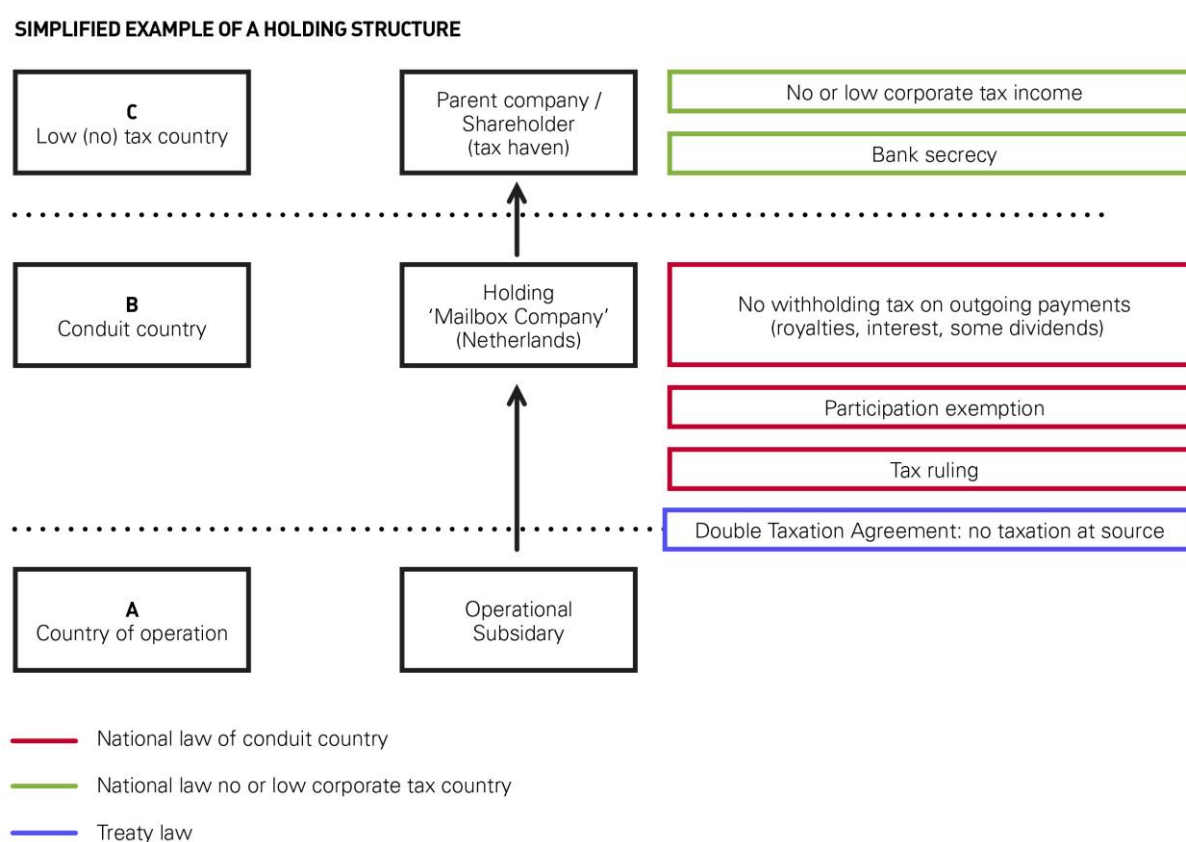 SIMPLIFIED EXAMPLE OF A HOLDING STRUCTURE
C
Low (no) tax country
Parent company /
Shareholder
(tax haven)
No or low corporate tax income
Bank secrecy
B
Conduit country
Holding
‘Mailbox Company’
(Netherlands)
No withholding tax on outgoing payments
(royalties, interest, some dividends)
Participation exemption
Tax ruling
Double Taxation Agreement: no taxation at source
A
Country of operation
Operational
Subsidary
National law of conduit country
National law no or low corporate tax country
Treaty law